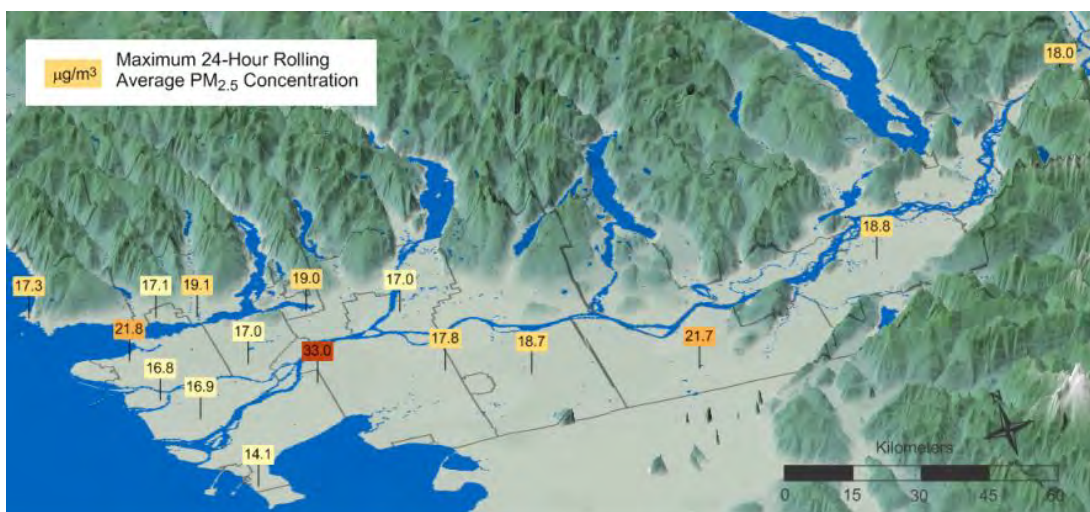 µg/m³
Maximum 24-Hour Rolling
Average PM2.5 Concentration
18.0
18.8
17.3
17.1
19.1
19.0
17.0
21.8
17.0
33.0
17.8
18.7
21.7
16.8
16.9
14.1
N
Kilometers
0 15 30 45 60